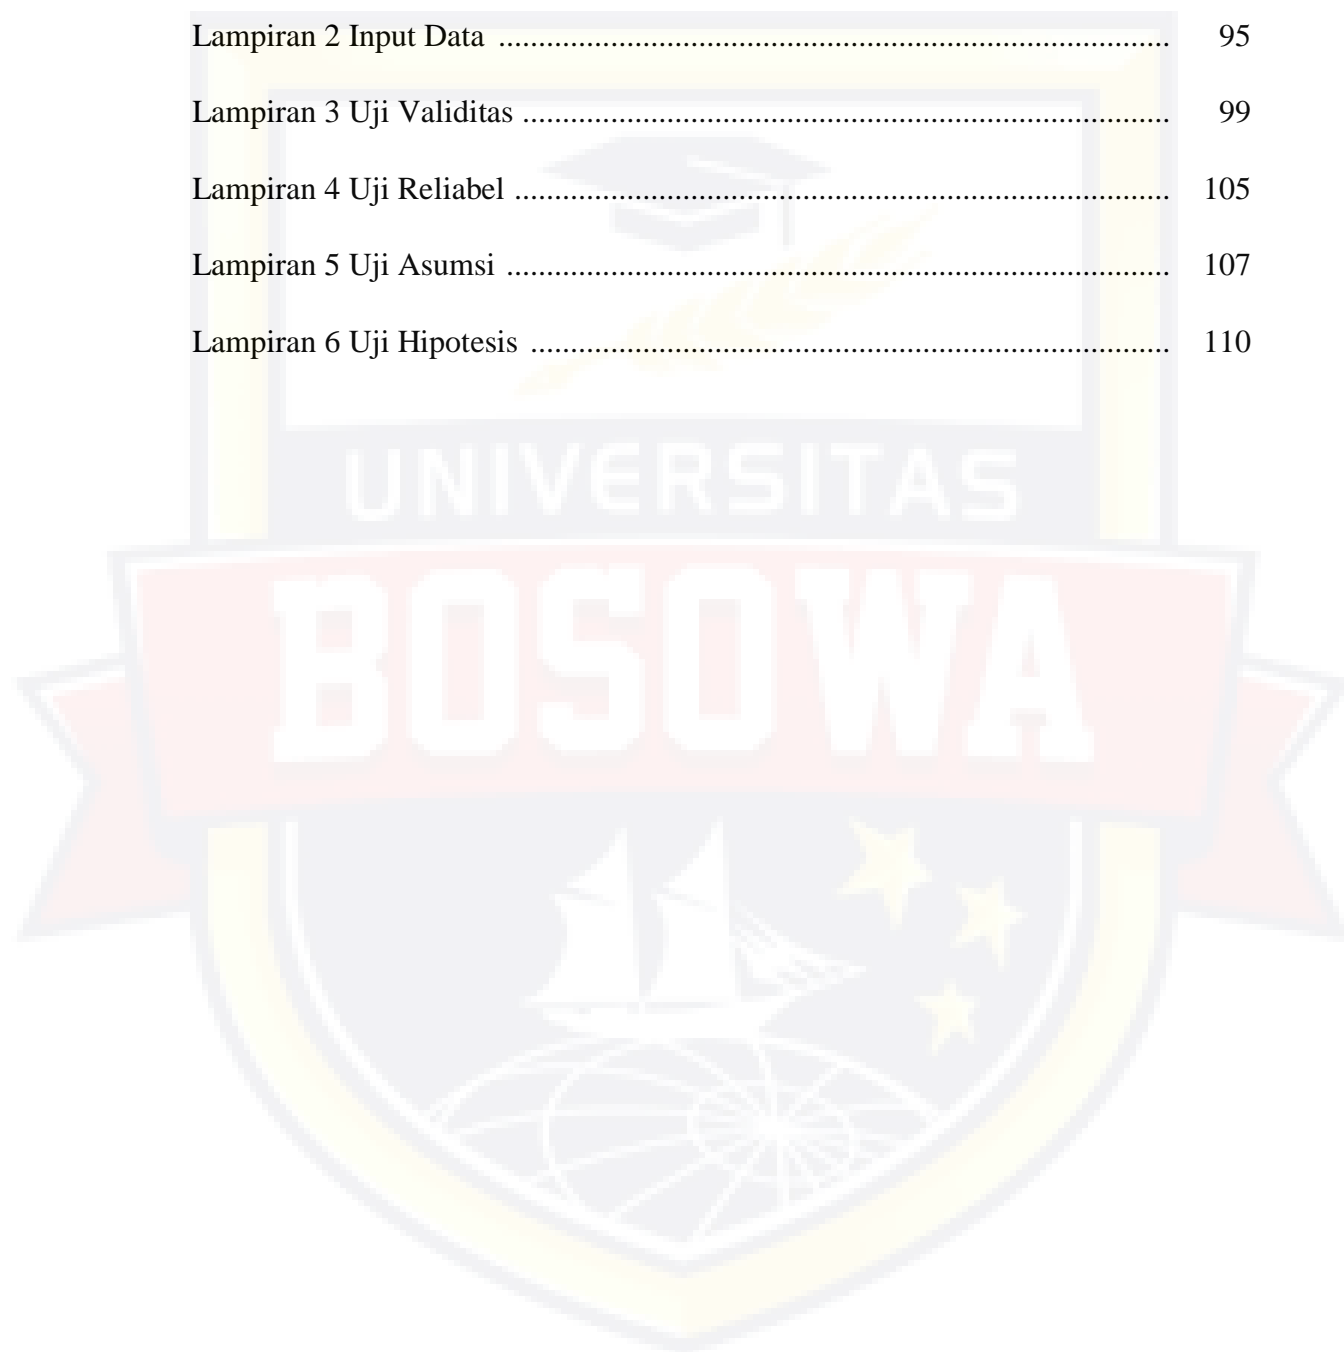 Lampiran 2 Input Data ..................................................................................... 95
Lampiran 3 Uji Validitas .................................................................................. 99
Lampiran 4 Uji Reliabel ................................................................................... 105
Lampiran 5 Uji Asumsi .................................................................................... 107
Lampiran 6 Uji Hipotesis ................................................................................. 110
UNIVERSITAS
BOSOWA